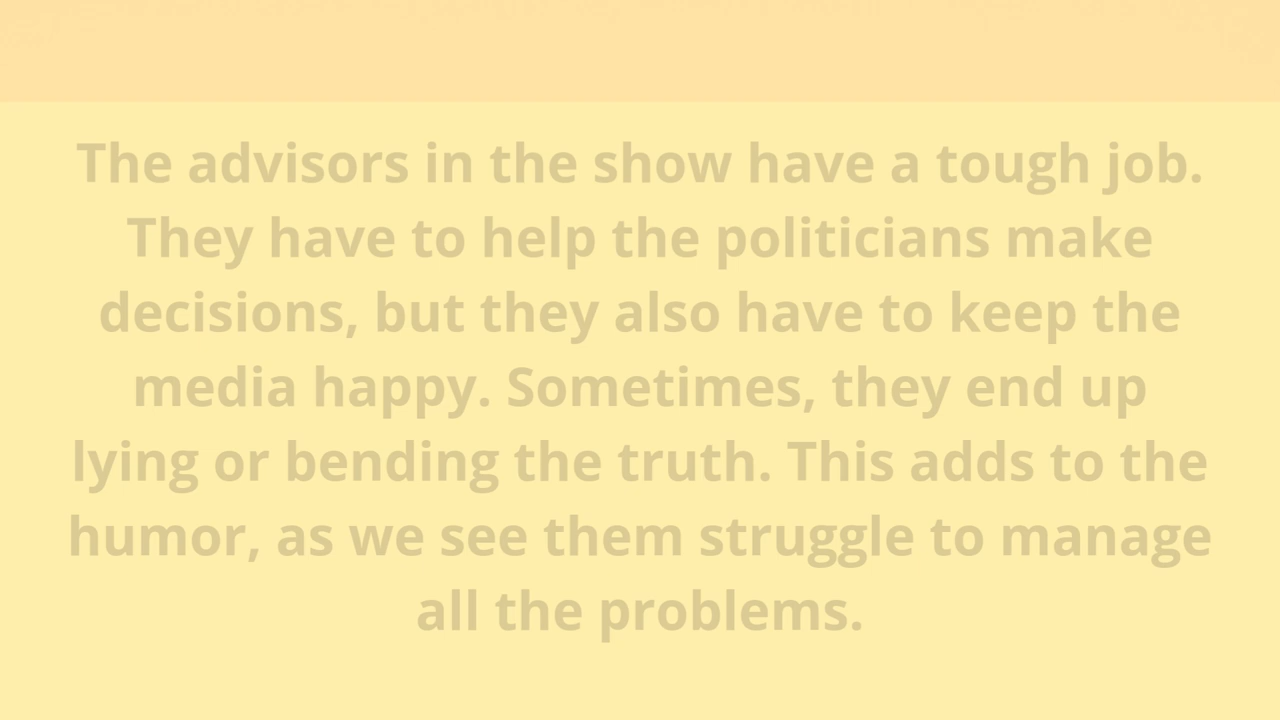 The advisors in the show have a tough job.
They have to help the politicians make
decisions, but they also have to keep the
media happy. Sometimes, they end up
lying or bending the truth. This adds to the
humor, as we see them struggle to manage
all the problems.